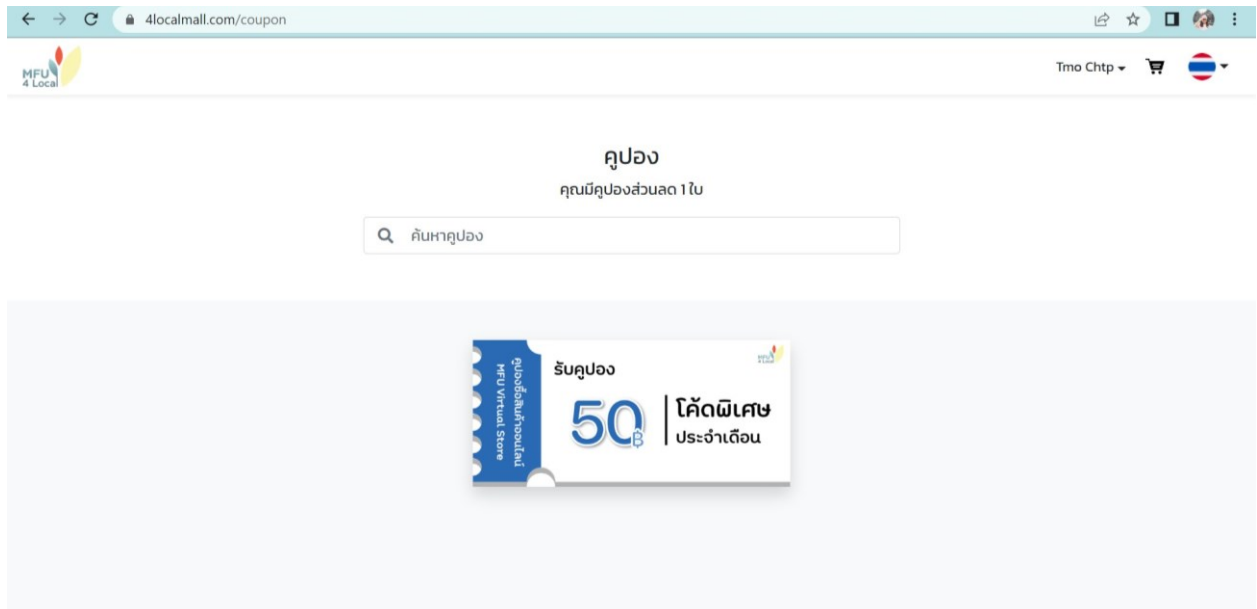 4localmall.com/coupon
MFU
4 Local
Tmo Chtp
คูปอง
คุณมีคูปองส่วนลด 1 ใบ
ค้นหาคูปอง
คูปองซื้อสินค้าออนไลน์
MFU Virtual Store
รับคูปอง
50฿
โค้ดพิเศษ
ประจำเดือน
MFU
4 Local